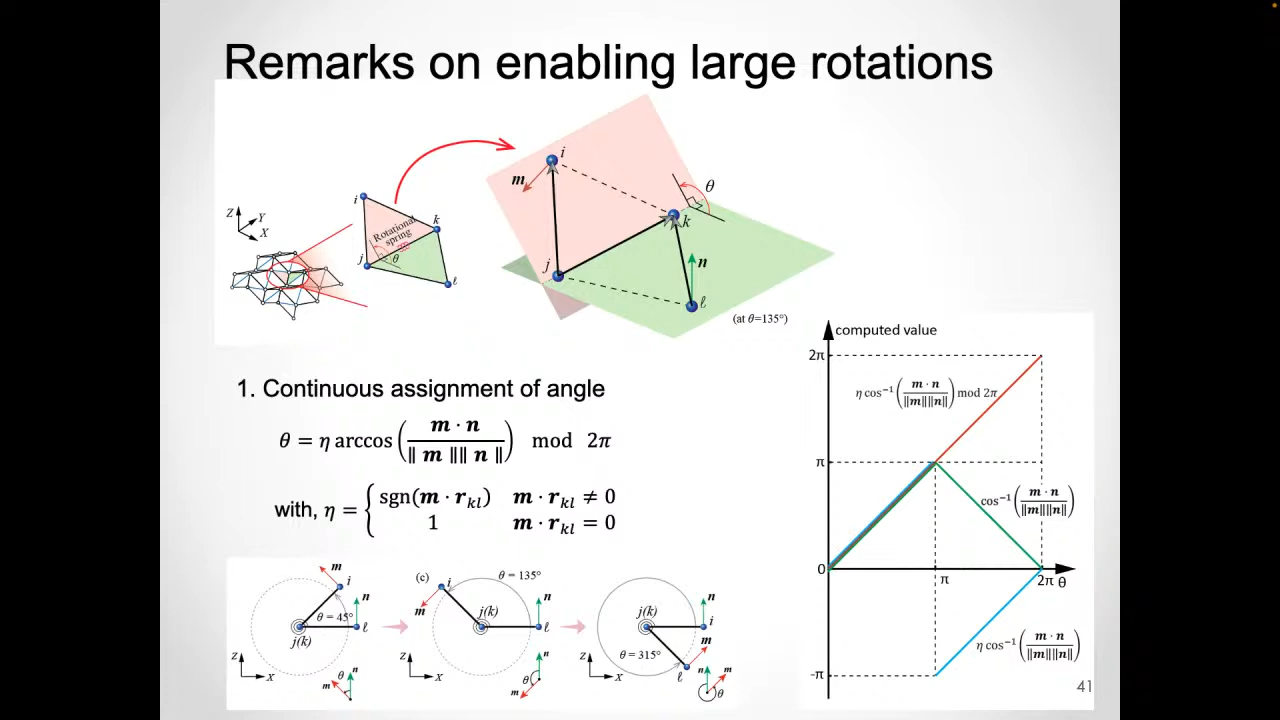 Remarks on enabling large rotations
Z
Y
X
i
k
j
ℓ
Rotational
spring
θ
i
m
θ
k
j
n
ℓ
(at θ=135°)
1. Continuous assignment of angle
θ = η arccos ( m · n / ‖ m ‖‖ n ‖ ) mod 2π
with, η = { sgn(m · r_kl) m · r_kl ≠ 0
1 m · r_kl = 0
m
i
n
θ = 45°
j(k)
ℓ
z
x
m
θ
n
(c)
i
θ = 135°
m
j(k)
n
ℓ
z
x
n
θ
m
j(k)
n
i
m
θ = 315°
ℓ
z
x
n
m
θ
computed value
2π
η cos⁻¹ ( m · n / ‖m‖‖n‖ ) mod 2π
π
cos⁻¹ ( m · n / ‖m‖‖n‖ )
0
π
2π θ
η cos⁻¹ ( m · n / ‖m‖‖n‖ )
-π
41